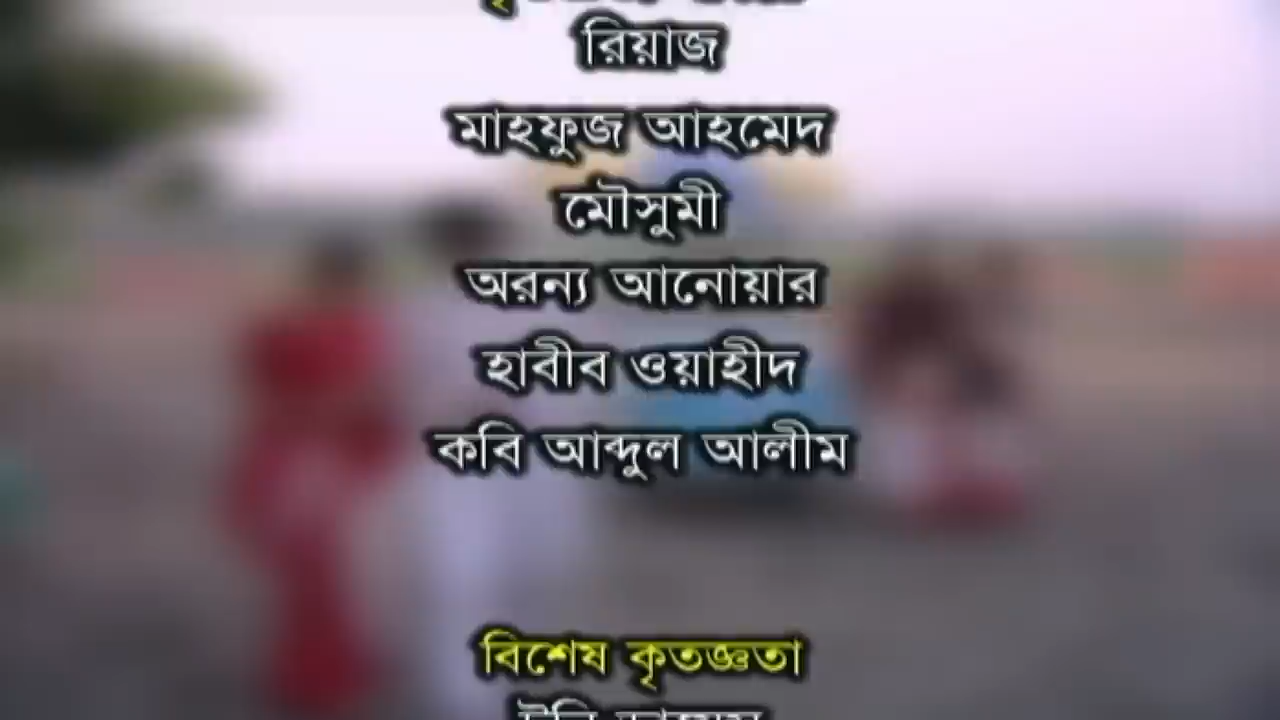 রিয়াজ
মাহফুজ আহমেদ
মৌসুমী
অরন্য আনোয়ার
হাবীব ওয়াহীদ
কবি আব্দুল আলীম
বিশেষ কৃতজ্ঞতা